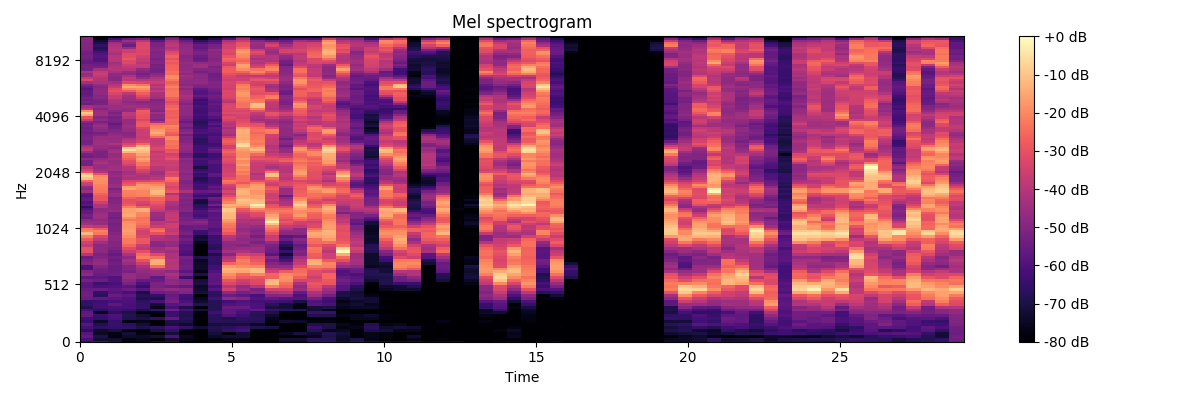 Mel spectrogram
+0 dB
8192
-10 dB
4096
-20 dB
-30 dB
Hz
2048
-40 dB
1024
-50 dB
-60 dB
512
-70 dB
0
-80 dB
0 5 10 15 20 25
Time